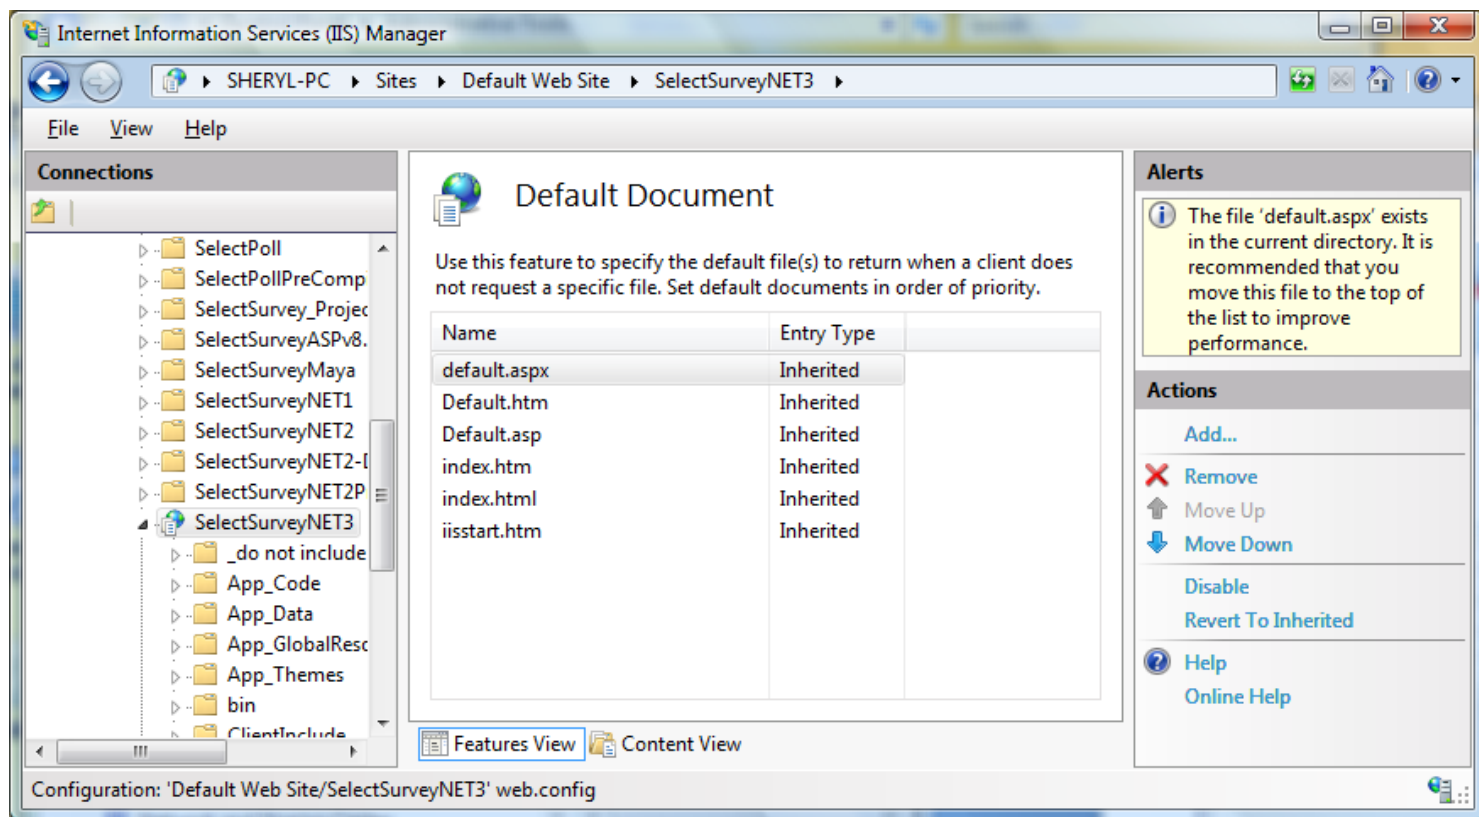 Internet Information Services (IIS) Manager
SHERYL-PC Sites Default Web Site SelectSurveyNET3
File View Help
Connections
SelectPoll
SelectPollPreComp
SelectSurvey_Projec
SelectSurveyASPv8.
SelectSurveyMaya
SelectSurveyNET1
SelectSurveyNET2
SelectSurveyNET2-D
SelectSurveyNET2P
SelectSurveyNET3
_do not include
App_Code
App_Data
App_GlobalResc
App_Themes
bin
ClientInclude
Default Document
Use this feature to specify the default file(s) to return when a client does
not request a specific file. Set default documents in order of priority.
Name Entry Type
default.aspx Inherited
Default.htm Inherited
Default.asp Inherited
index.htm Inherited
index.html Inherited
iisstart.htm Inherited
Features View Content View
Alerts
The file 'default.aspx' exists
in the current directory. It is
recommended that you
move this file to the top of
the list to improve
performance.
Actions
Add...
Remove
Move Up
Move Down
Disable
Revert To Inherited
Help
Online Help
Configuration: 'Default Web Site/SelectSurveyNET3' web.config